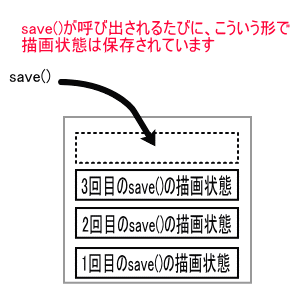 save()が呼び出されるたびに、こういう形で
描画状態は保存されています
save()
3回目のsave()の描画状態
2回目のsave()の描画状態
1回目のsave()の描画状態